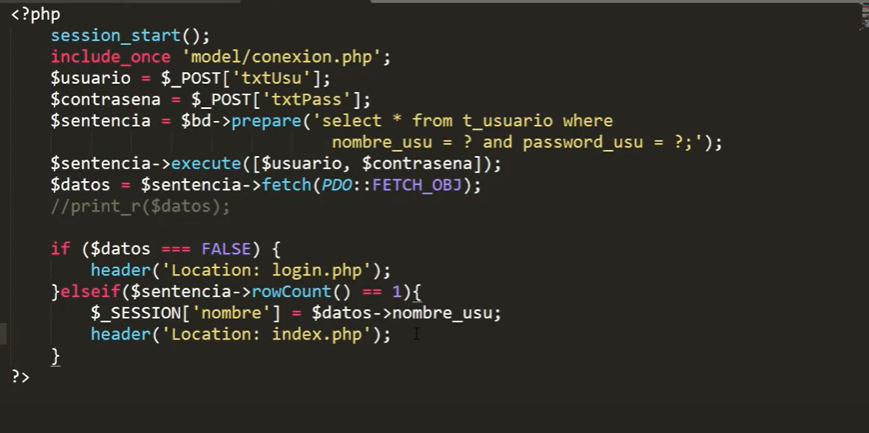 <?php
session_start();
include_once 'model/conexion.php';
$usuario = $_POST['txtUsu'];
$contrasena = $_POST['txtPass'];
$sentencia = $bd->prepare('select * from t_usuario where
nombre_usu = ? and password_usu = ?;');
$sentencia->execute([$usuario, $contrasena]);
$datos = $sentencia->fetch(PDO::FETCH_OBJ);
//print_r($datos);
if ($datos === FALSE) {
header('Location: login.php');
}elseif($sentencia->rowCount() == 1){
$_SESSION['nombre'] = $datos->nombre_usu;
header('Location: index.php');
}
?>